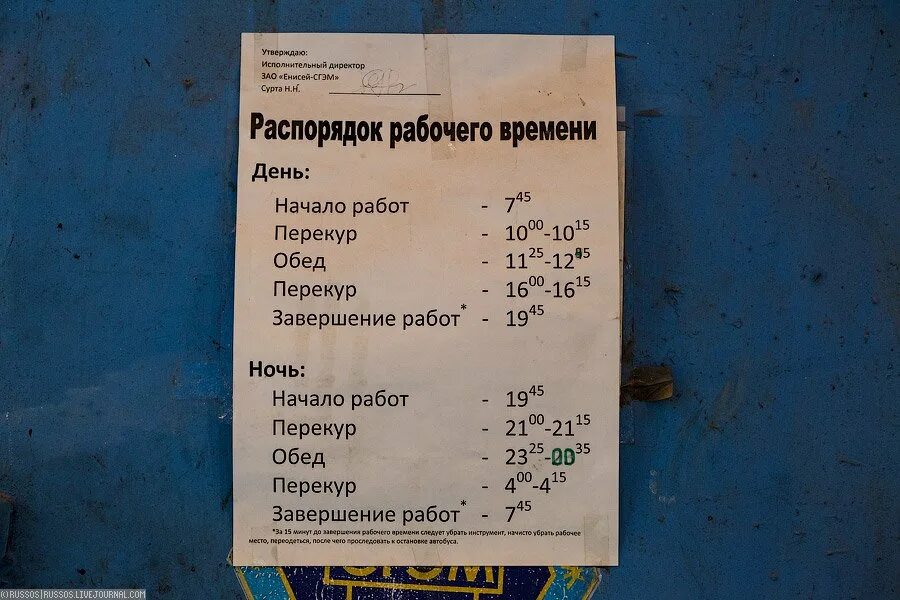 Утверждаю:
Исполнительный директор
ЗАО «Енисей-СГЭМ»
Сурта Н.Н.
Распорядок рабочего времени
День:
Начало работ - 7⁴⁵
Перекур - 10⁰⁰-10¹⁵
Обед - 11²⁵-12
Перекур - 16⁰⁰-16¹⁵
Завершение работ* - 19⁴⁵
Ночь:
Начало работ - 19⁴⁵
Перекур - 21⁰⁰-21¹⁵
Обед - 23²⁵-00³⁵
Перекур - 4⁰⁰-4¹⁵
Завершение работ* - 7⁴⁵
*За 15 минут до завершения рабочего времени следует убрать инструмент, начисто убрать рабочее
место, переодеться, после чего проследовать к остановке автобуса.
СГЭМ
©RUSSOS|RUSSOS.LIVEJOURNAL.COM